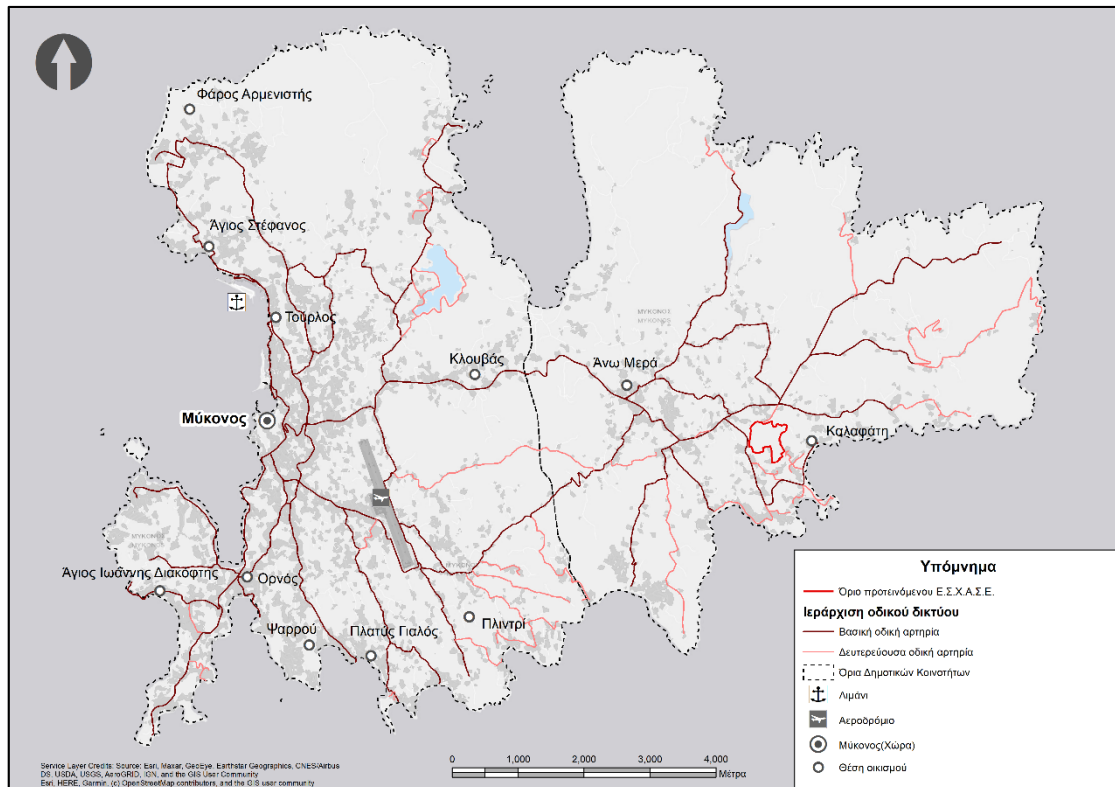 Φάρος Αρμενιστής
Άγιος Στέφανος
Τούρλος
ΜΥΚΟΝΟΣ
MYKONOS
Κλουβάς
Άνω Μερά
Μύκονος
Καλαφάτη
ΜΥΚΟΝΟΣ
Άγιος Ιωάννης Διακόφτης
Ορνός
Πλιντρί
Ψαρρού
Πλατύς Γιαλός
Υπόμνημα
Όριο προτεινόμενου Ε.Σ.Χ.Α.Σ.Ε.
Ιεράρχιση οδικού δικτύου
Βασική οδική αρτηρία
Δευτερεύουσα οδική αρτηρία
Όρια Δημοτικών Κοινοτήτων
Λιμάνι
Αεροδρόμιο
Μύκονος(Χώρα)
Θέση οικισμού
Service Layer Credits: Source: Esri, Maxar, GeoEye, Earthstar Geographics, CNES/Airbus
DS, USDA, USGS, AeroGRID, IGN, and the GIS User Community
Esri, HERE, Garmin, (c) OpenStreetMap contributors, and the GIS user community
0 1,000 2,000 3,000 4,000
Μέτρα